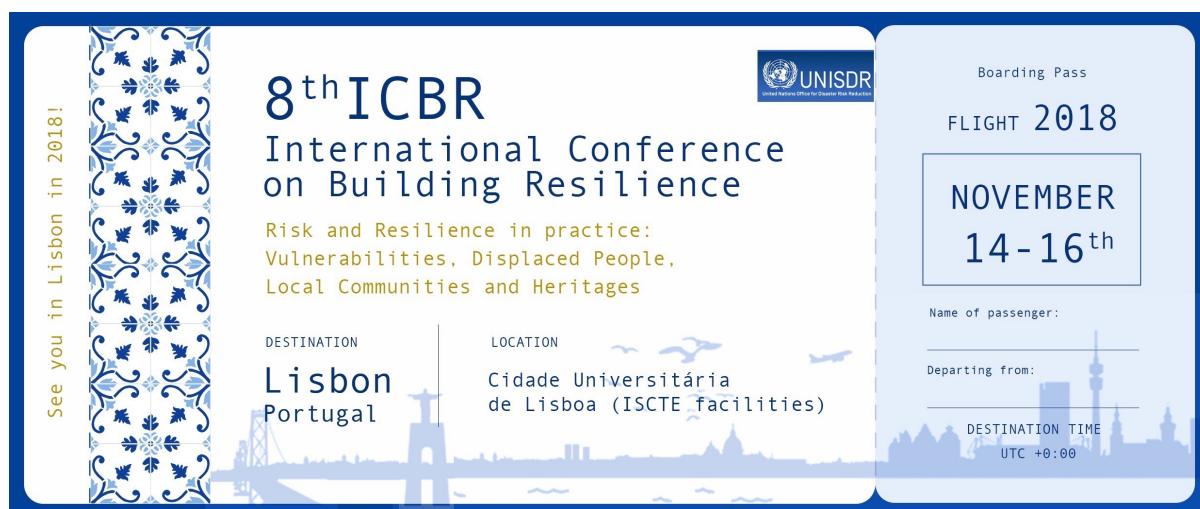 See you in Lisbon in 2018!
8th ICBR
International Conference
on Building Resilience
Risk and Resilience in practice:
Vulnerabilities, Displaced People,
Local Communities and Heritages
DESTINATION
Lisbon
Portugal
LOCATION
Cidade Universitária
de Lisboa (ISCTE facilities)
UNISDR
United Nations Office for Disaster Risk Reduction
Boarding Pass
FLIGHT 2018
NOVEMBER
14-16th
Name of passenger:
Departing from:
DESTINATION TIME
UTC +0:00